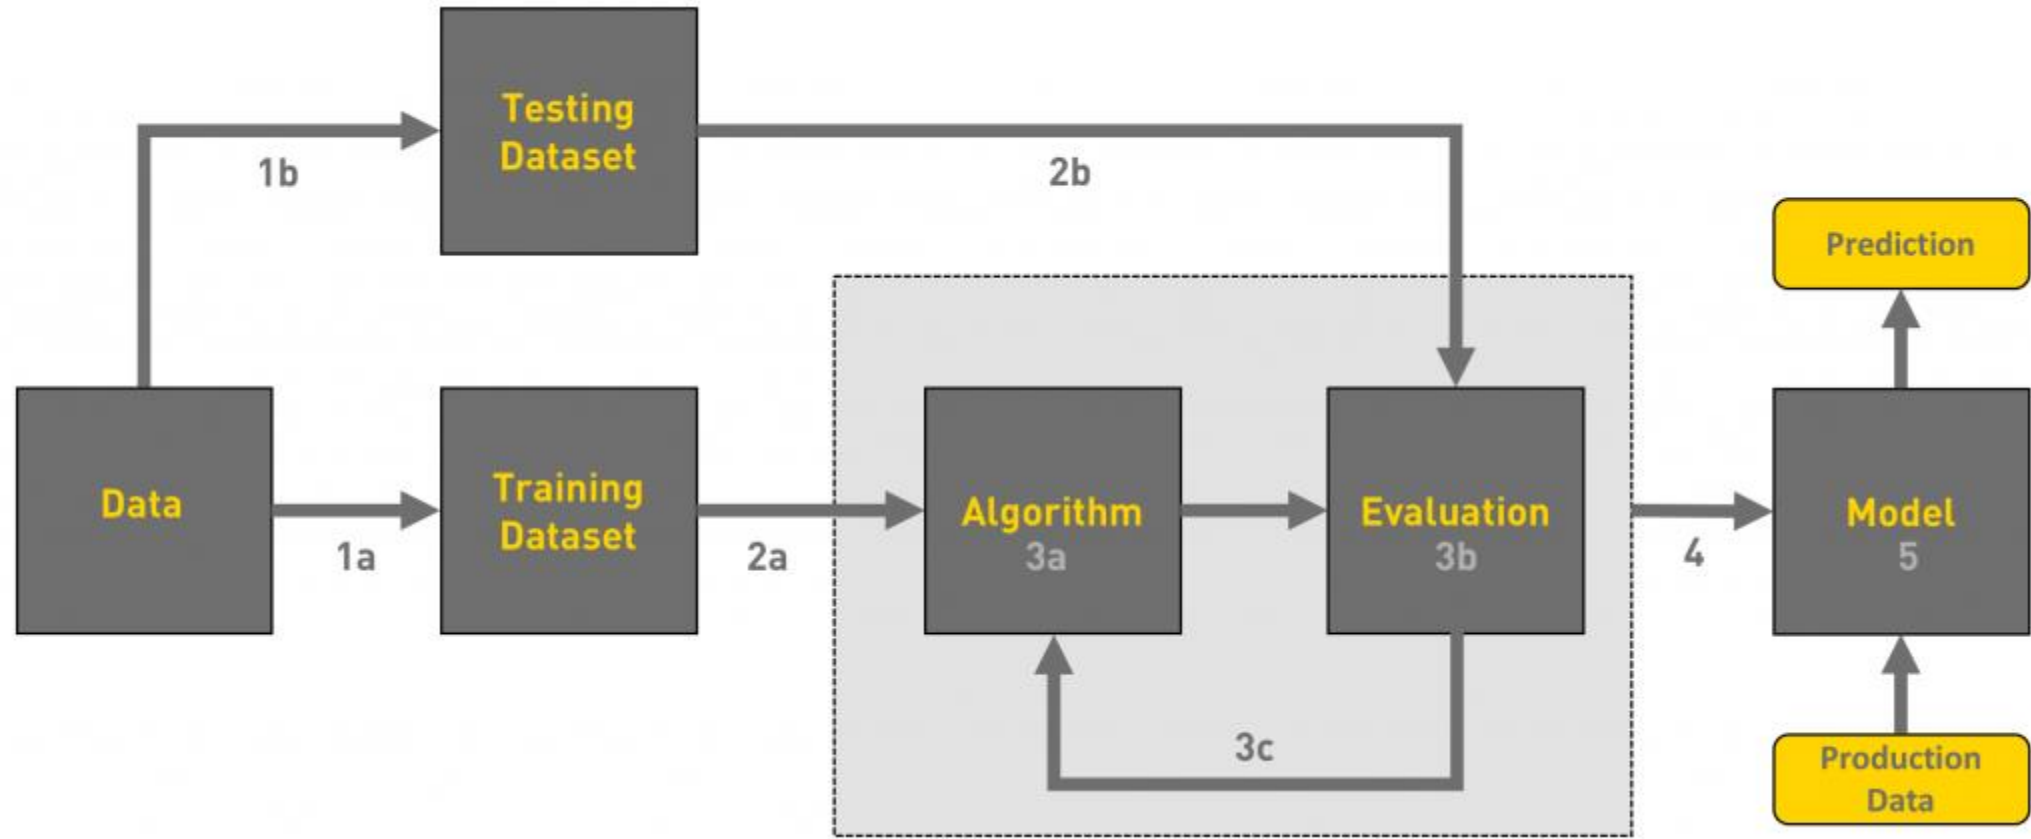 Testing
Dataset
1b
2b
Prediction
Data
1a
Training
Dataset
2a
Algorithm
3a
Evaluation
3b
4
Model
5
3c
Production
Data